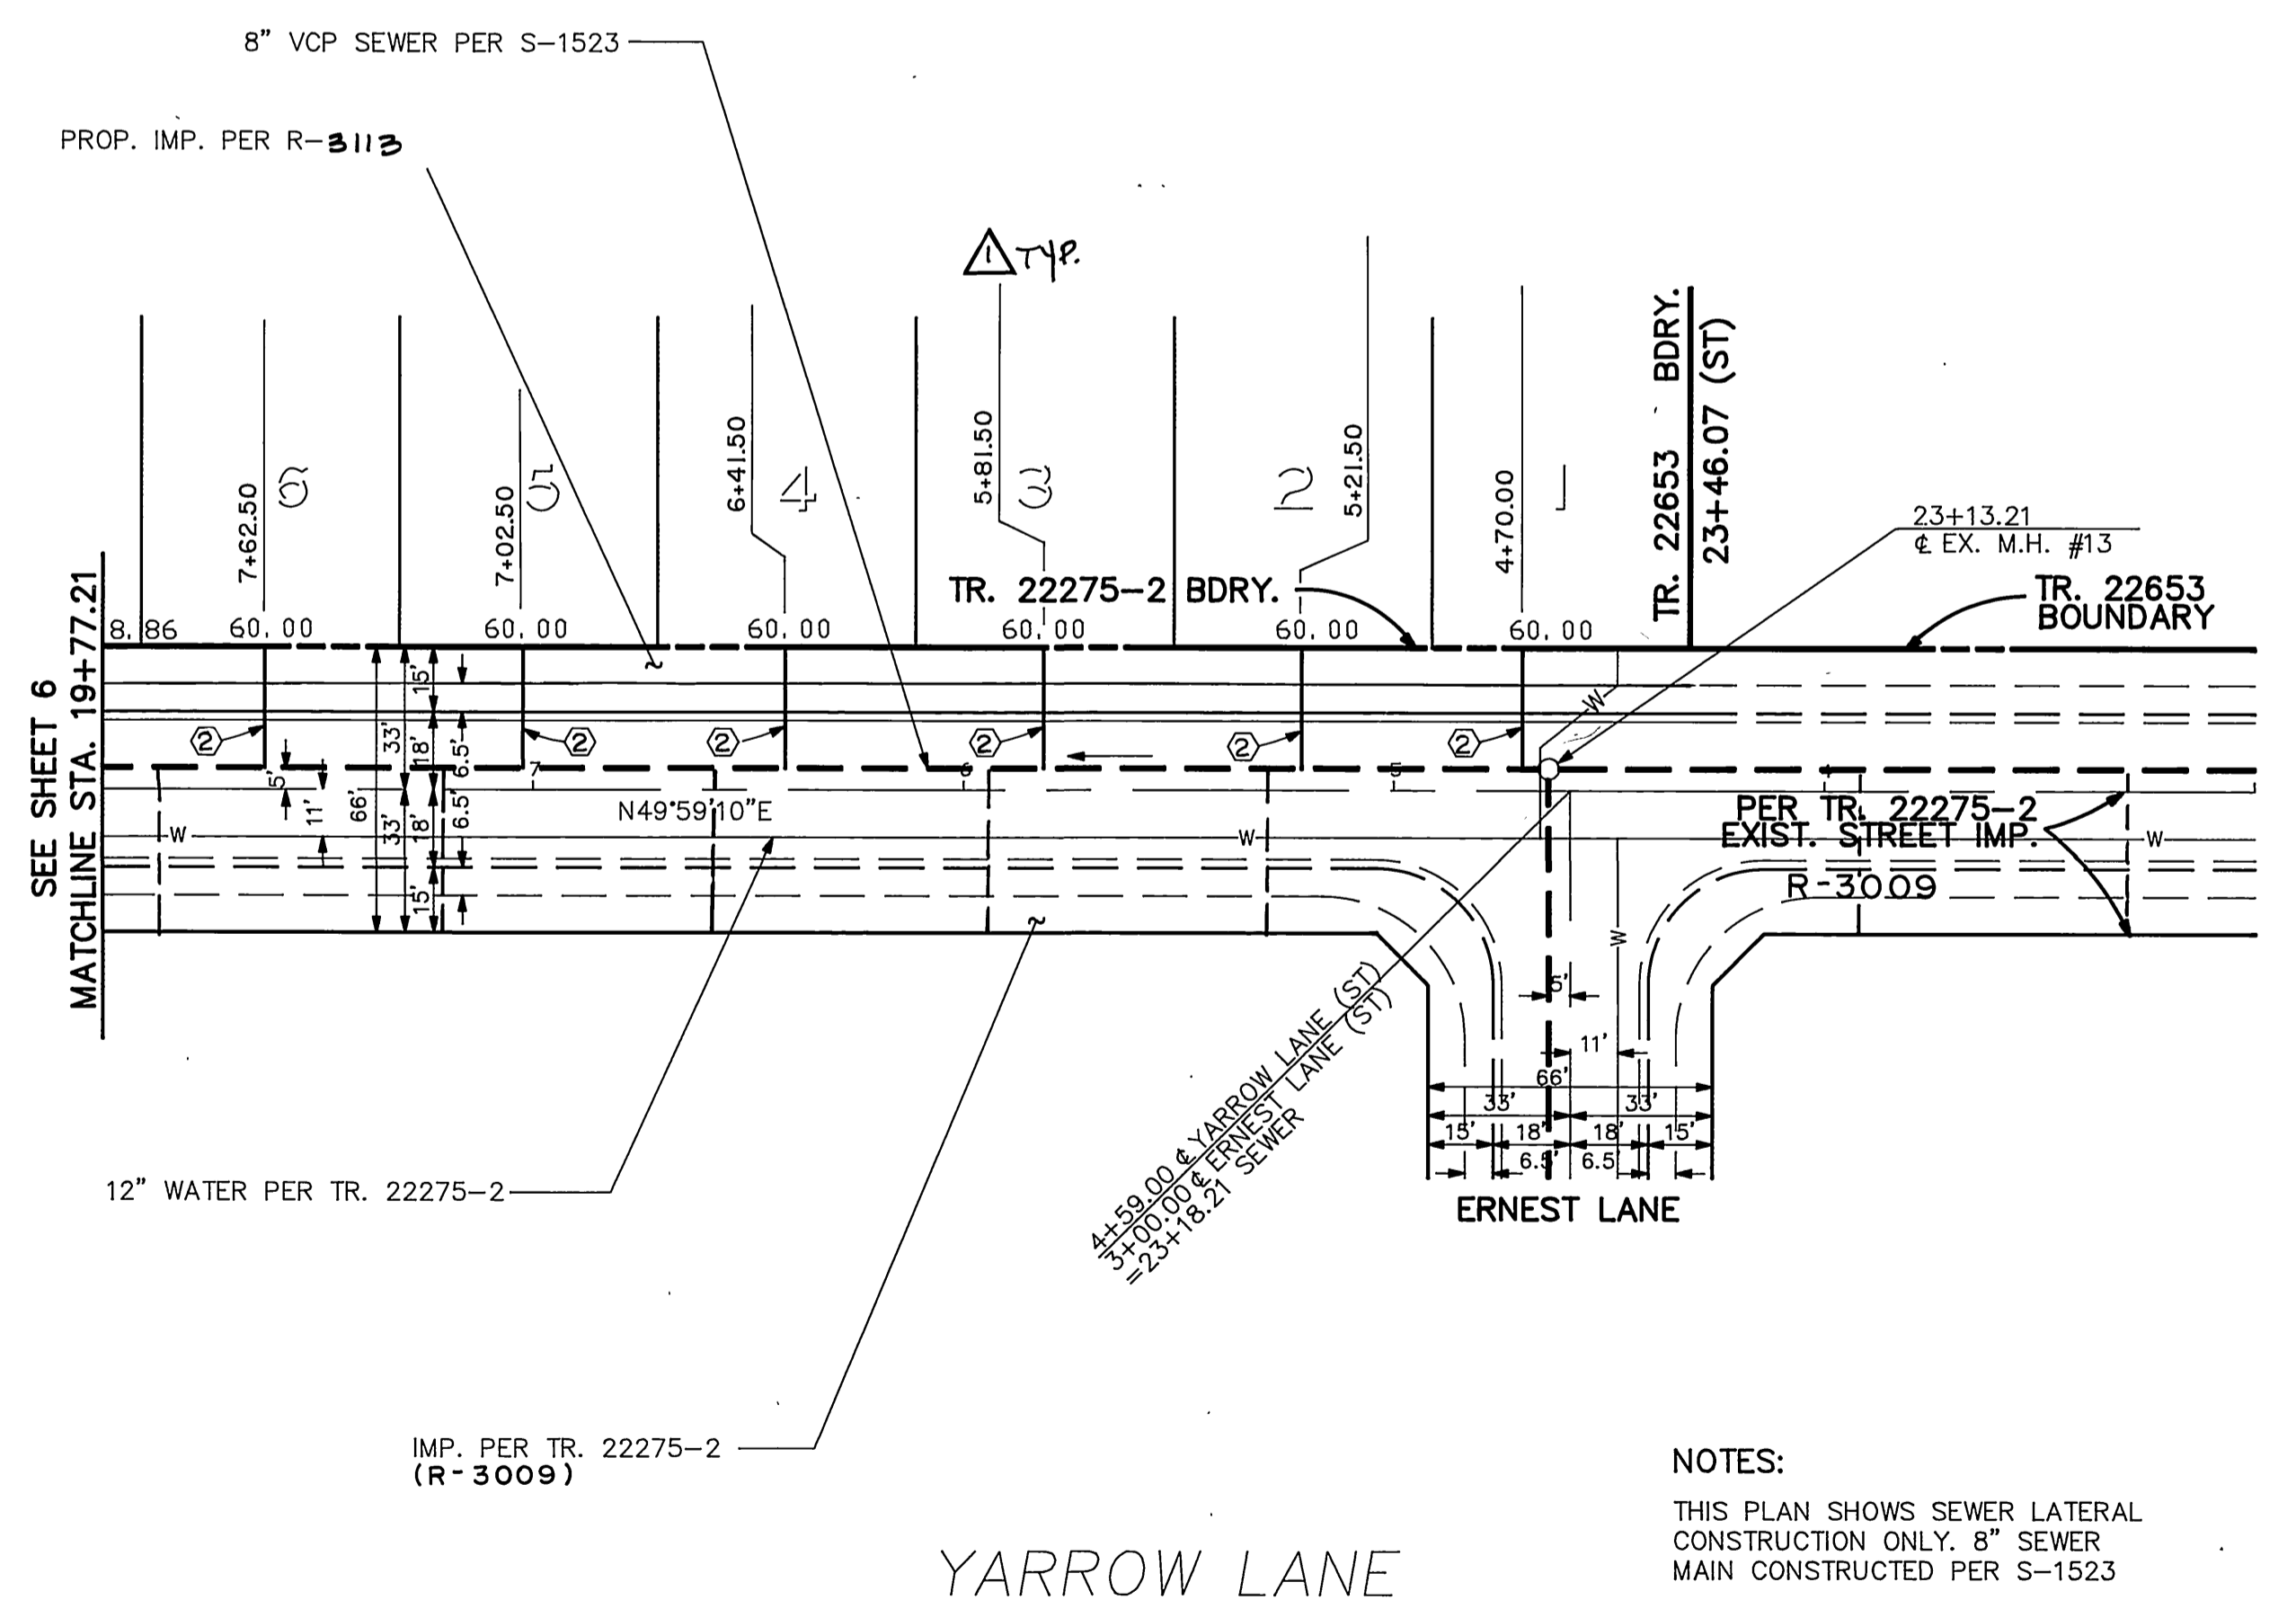 8" VCP SEWER PER S-1523
PROP. IMP. PER R-3113
1 TYP.
7+62.50
6
7+02.50
5
6+41.50
4
5+81.50
3
2
5+21.50
4+70.00
1
TR. 22653 BDRY.
23+46.07 (ST)
23+13.21
℄ EX. M.H. #13
TR. 22275-2 BDRY.
TR. 22653
BOUNDARY
8.86 60.00 60.00 60.00 60.00 60.00 60.00
SEE SHEET 6
MATCHLINE STA. 19+77.21
15'
33'
18'
6.5'
2
2
2
2
2
2
W
5'
11'
66'
33'
18'
6.5'
15'
7
6
5
4
N49°59'10"E
W
W
W
PER TR. 22275-2
EXIST. STREET IMP.
R-3009
W
5'
11'
66'
33' 33'
15' 18' 18' 15'
6.5' 6.5'
ERNEST LANE
4+59.00 ℄ YARROW LANE (ST)
3+00.00 ℄ ERNEST LANE (ST)
=23+18.21 SEWER
12" WATER PER TR. 22275-2
IMP. PER TR. 22275-2
(R-3009)
YARROW LANE
NOTES:
THIS PLAN SHOWS SEWER LATERAL
CONSTRUCTION ONLY. 8" SEWER
MAIN CONSTRUCTED PER S-1523